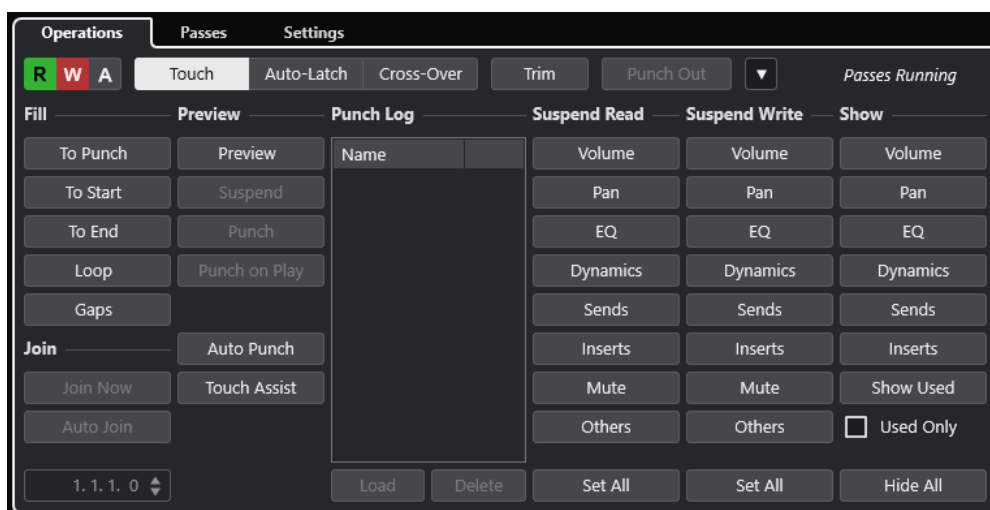 Operations Passes Settings
R W A Touch Auto-Latch Cross-Over Trim Punch Out Passes Running
Fill Preview Punch Log Suspend Read Suspend Write Show
To Punch Preview Name Volume Volume Volume
To Start Suspend Pan Pan Pan
To End Punch EQ EQ EQ
Loop Punch on Play Dynamics Dynamics Dynamics
Gaps Sends Sends Sends
Join Auto Punch Inserts Inserts Inserts
Join Now Touch Assist Mute Mute Show Used
Auto Join Others Others Used Only
1. 1. 1. 0 Load Delete Set All Set All Hide All